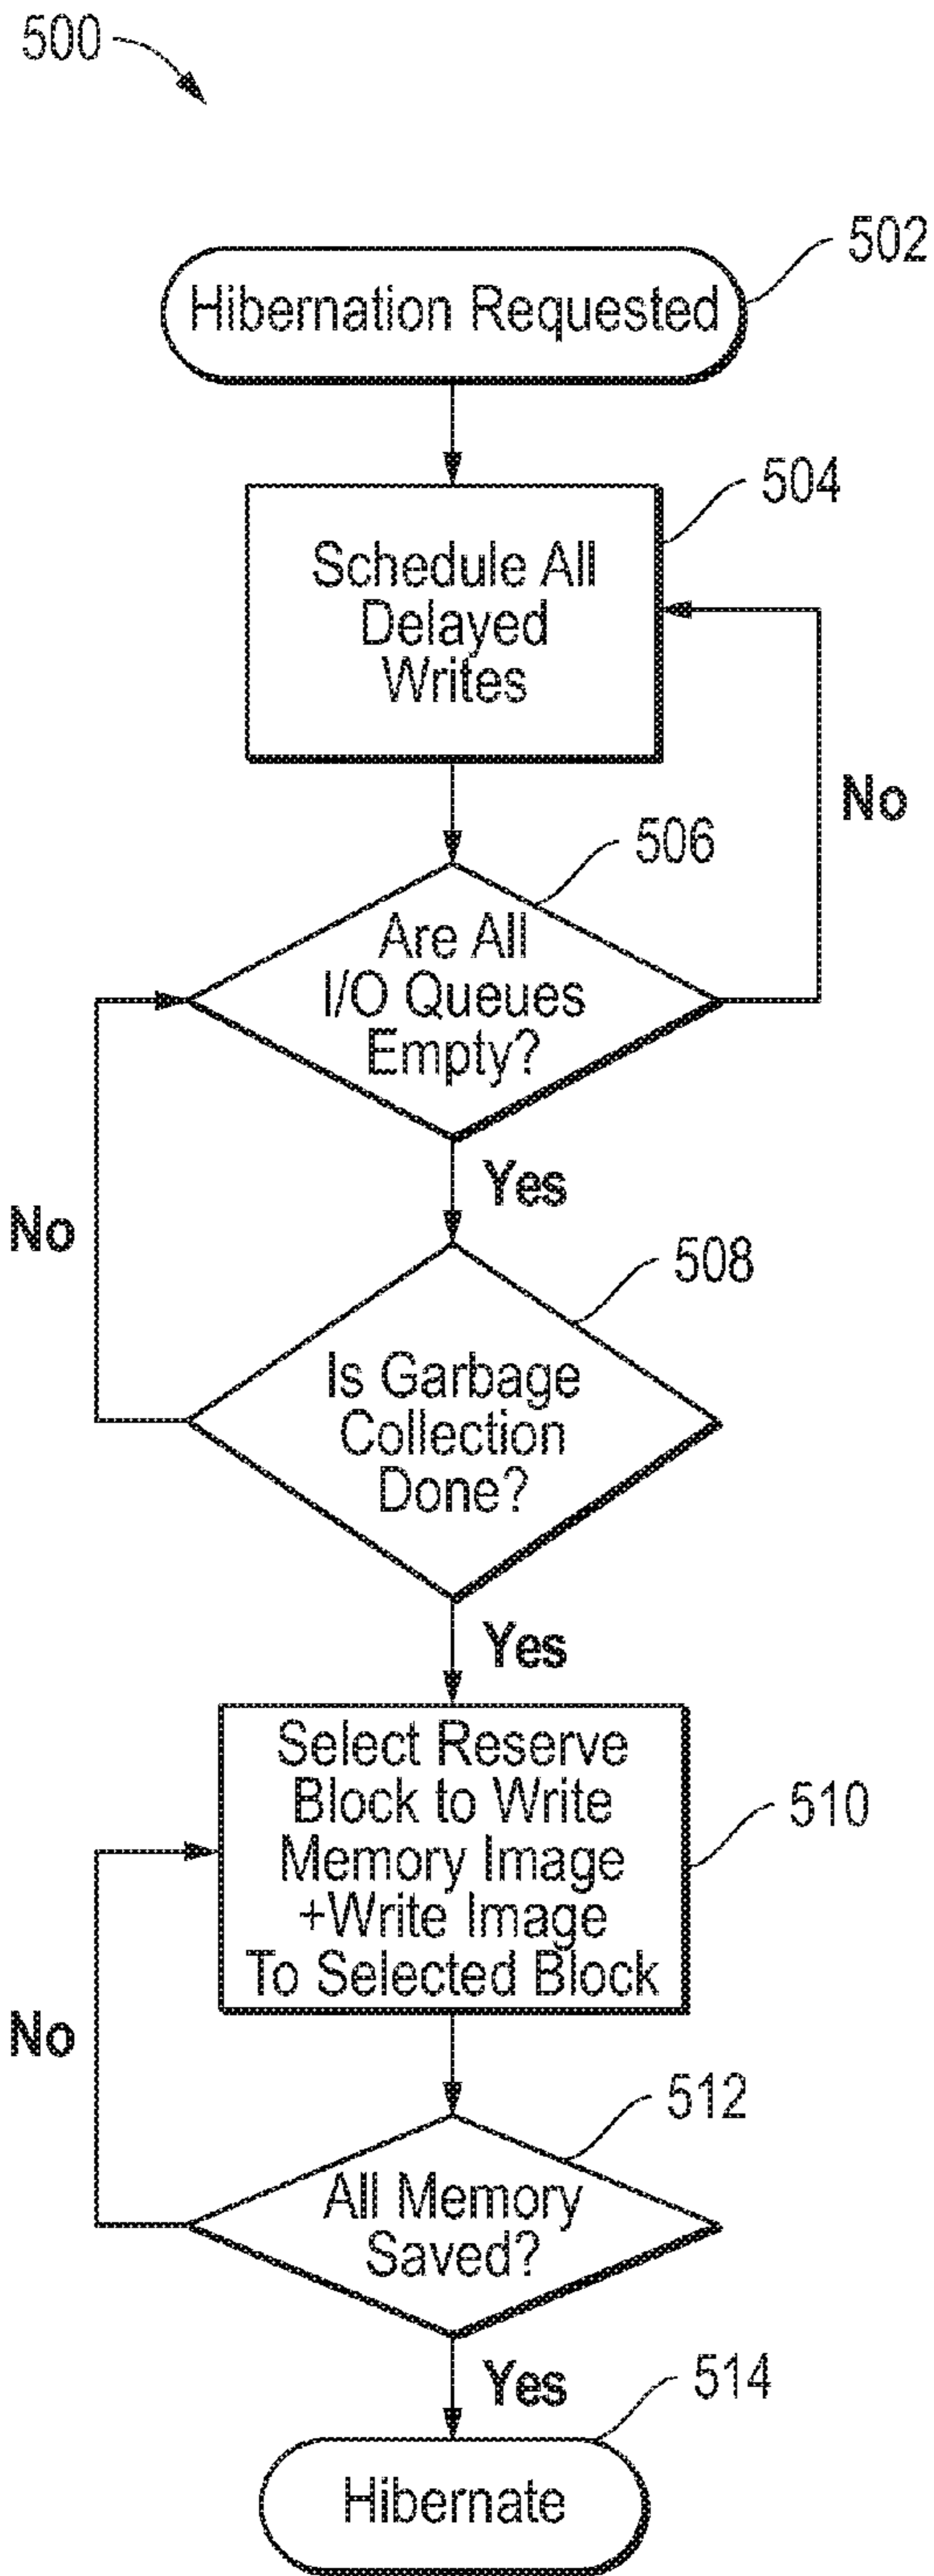 500
502
Hibernation Requested
504
Schedule All
Delayed
Writes
No
506
Are All
I/O Queues
Empty?
Yes
No
508
Is Garbage
Collection
Done?
Yes
Select Reserve
Block to Write
Memory Image
+Write Image
To Selected Block
510
No
512
All Memory
Saved?
Yes
514
Hibernate